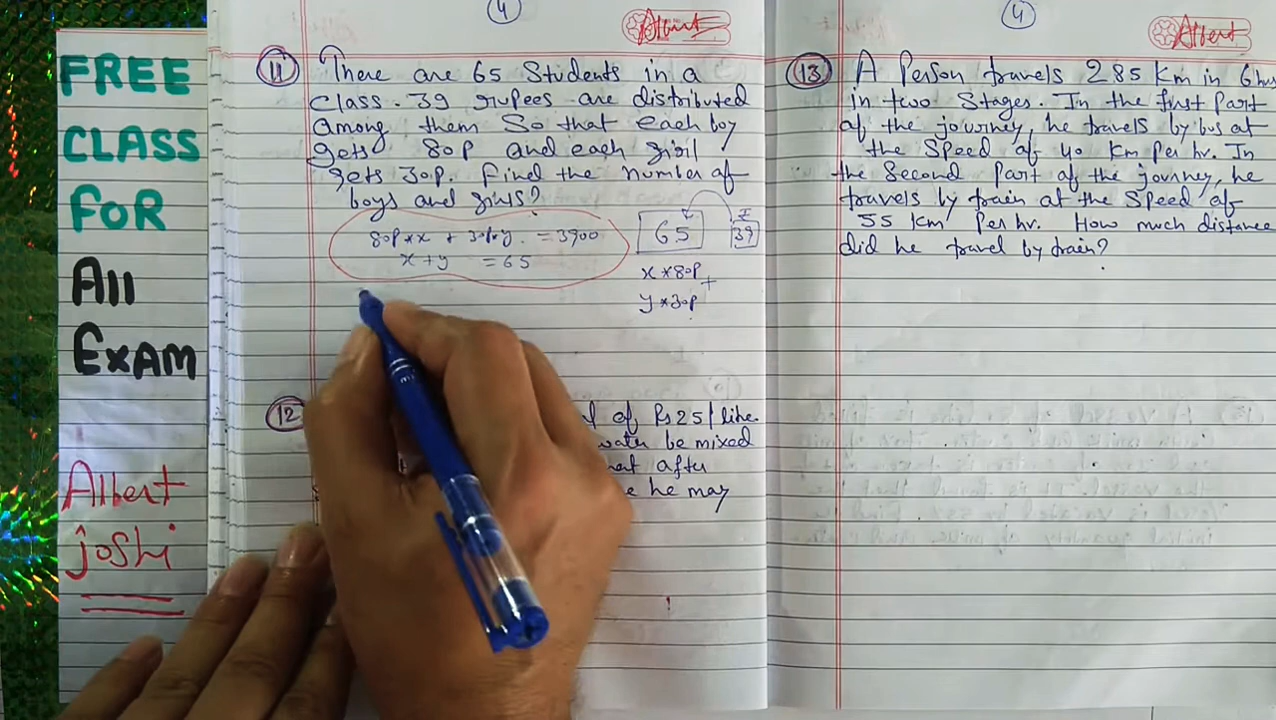 FREE
CLASS
FOR
All
EXAM
Albert
joshi
4
Albert
11 There are 65 Students in a
class. 39 rupees are distributed
among them So that each boy
gets 80P and each girl
gets 30P. Find the number of
boys and girls?
80P*x + 30P*y. = 3900
x+y = 65
65
39
x*80P
+
y*30P
12 of Rs 25/litre
water be mixed
after
he may
4
Albert
13 A Person travels 285 Km in 6 hrs
in two Stages. In the first Part
of the journey, he travels by bus at
the Speed of 40 Km Per hr. In
the Second Part of the journey, he
travels by train at the Speed of
55 Km Per hr. How much distance
did he travel by train?